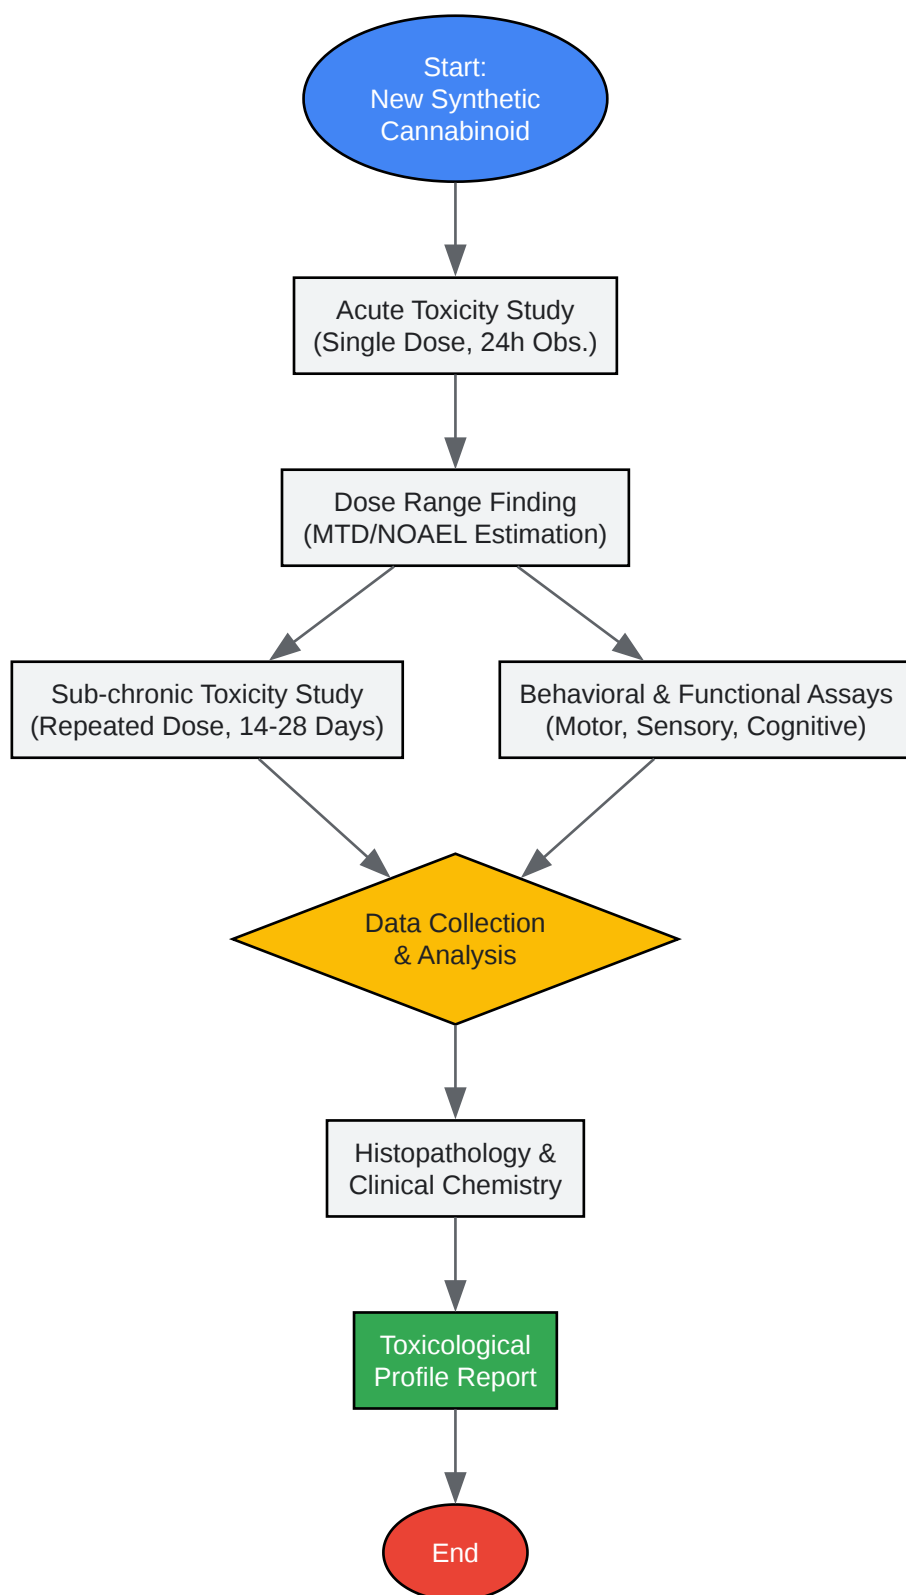 Start:
New Synthetic
Cannabinoid
Acute Toxicity Study
(Single Dose, 24h Obs.)
Dose Range Finding
(MTD/NOAEL Estimation)
Sub-chronic Toxicity Study
(Repeated Dose, 14-28 Days)
Behavioral & Functional Assays
(Motor, Sensory, Cognitive)
Data Collection
& Analysis
Histopathology &
Clinical Chemistry
Toxicological
Profile Report
End